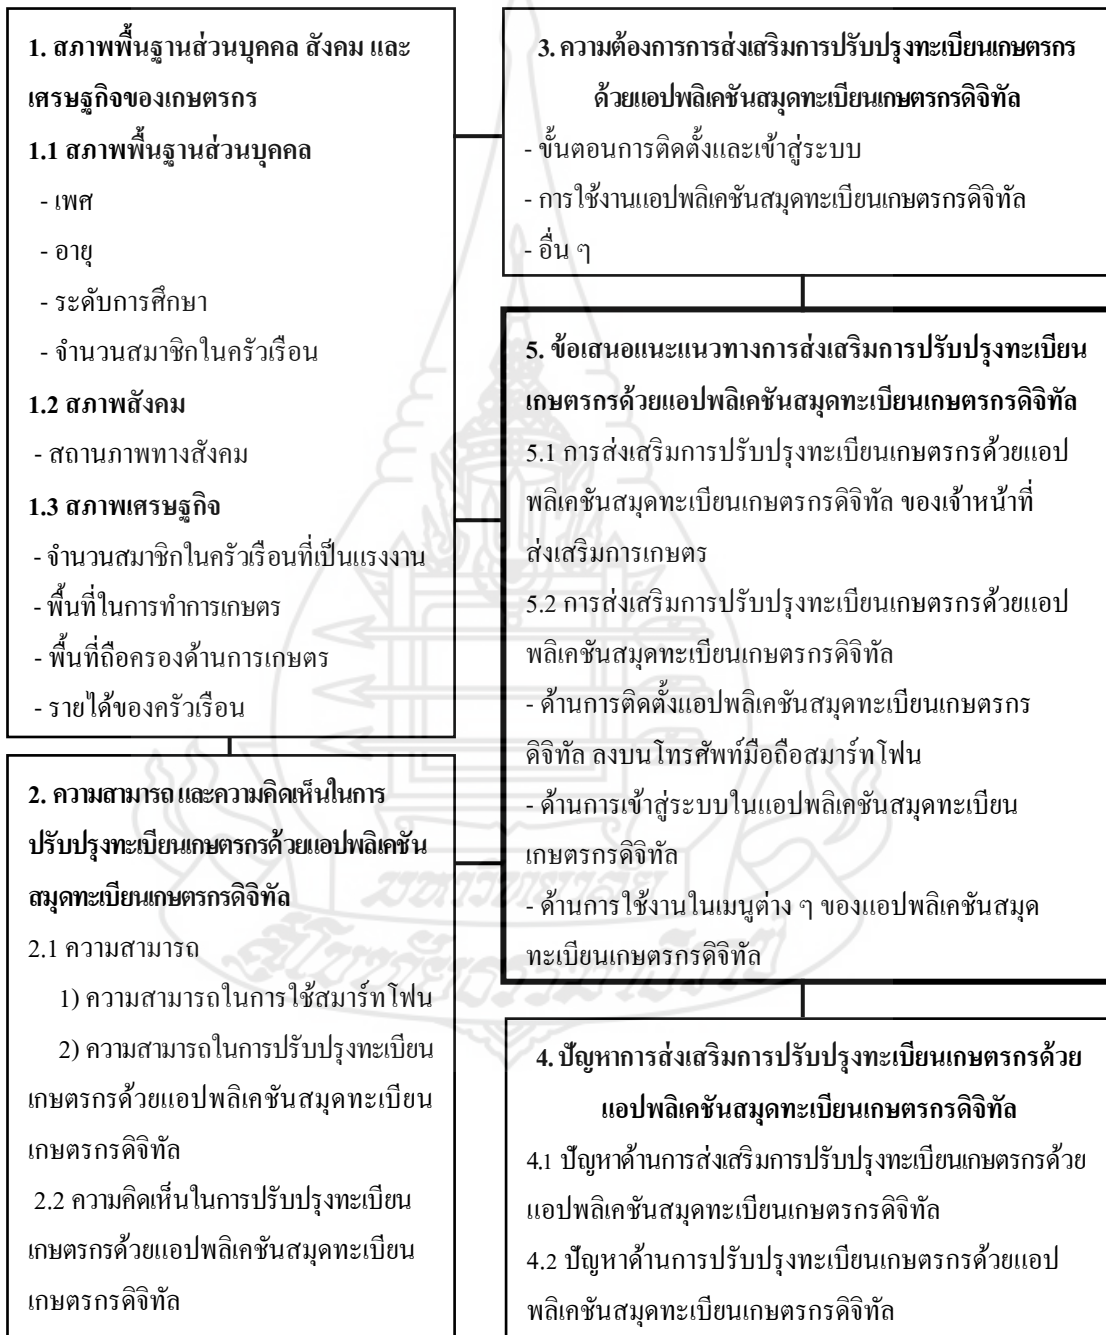 1. สภาพพื้นฐานส่วนบุคคล สังคม และ
เศรษฐกิจของเกษตรกร
1.1 สภาพพื้นฐานส่วนบุคคล
- เพศ
- อายุ
- ระดับการศึกษา
- จำนวนสมาชิกในครัวเรือน
1.2 สภาพสังคม
- สถานภาพทางสังคม
1.3 สภาพเศรษฐกิจ
- จำนวนสมาชิกในครัวเรือนที่เป็นแรงงาน
- พื้นที่ในการทำการเกษตร
- พื้นที่ถือครองด้านการเกษตร
- รายได้ของครัวเรือน
2. ความสามารถ และความคิดเห็นในการ
ปรับปรุงทะเบียนเกษตรกรด้วยแอปพลิเคชัน
สมุดทะเบียนเกษตรกรดิจิทัล
2.1 ความสามารถ
1) ความสามารถในการใช้สมาร์ทโฟน
2) ความสามารถในการปรับปรุงทะเบียน
เกษตรกรด้วยแอปพลิเคชันสมุดทะเบียน
เกษตรกรดิจิทัล
2.2 ความคิดเห็นในการปรับปรุงทะเบียน
เกษตรกรด้วยแอปพลิเคชันสมุดทะเบียน
เกษตรกรดิจิทัล
3. ความต้องการการส่งเสริมการปรับปรุงทะเบียนเกษตรกร
ด้วยแอปพลิเคชันสมุดทะเบียนเกษตรกรดิจิทัล
- ขั้นตอนการติดตั้งและเข้าสู่ระบบ
- การใช้งานแอปพลิเคชันสมุดทะเบียนเกษตรกรดิจิทัล
- อื่น ๆ
5. ข้อเสนอแนะแนวทางการส่งเสริมการปรับปรุงทะเบียน
เกษตรกรด้วยแอปพลิเคชันสมุดทะเบียนเกษตรกรดิจิทัล
5.1 การส่งเสริมการปรับปรุงทะเบียนเกษตรกรด้วยแอป
พลิเคชันสมุดทะเบียนเกษตรกรดิจิทัล ของเจ้าหน้าที่
ส่งเสริมการเกษตร
5.2 การส่งเสริมการปรับปรุงทะเบียนเกษตรกรด้วยแอป
พลิเคชันสมุดทะเบียนเกษตรกรดิจิทัล
- ด้านการติดตั้งแอปพลิเคชันสมุดทะเบียนเกษตรกร
ดิจิทัล ลงบนโทรศัพท์มือถือสมาร์ทโฟน
- ด้านการเข้าสู่ระบบในแอปพลิเคชันสมุดทะเบียน
เกษตรกรดิจิทัล
- ด้านการใช้งานในเมนูต่าง ๆ ของแอปพลิเคชันสมุด
ทะเบียนเกษตรกรดิจิทัล
4. ปัญหาการส่งเสริมการปรับปรุงทะเบียนเกษตรกรด้วย
แอปพลิเคชันสมุดทะเบียนเกษตรกรดิจิทัล
4.1 ปัญหาด้านการส่งเสริมการปรับปรุงทะเบียนเกษตรกรด้วย
แอปพลิเคชันสมุดทะเบียนเกษตรกรดิจิทัล
4.2 ปัญหาด้านการปรับปรุงทะเบียนเกษตรกรด้วยแอป
พลิเคชันสมุดทะเบียนเกษตรกรดิจิทัล
มหาวิทยาลัย
สุโขทัยธรรมาธิราช